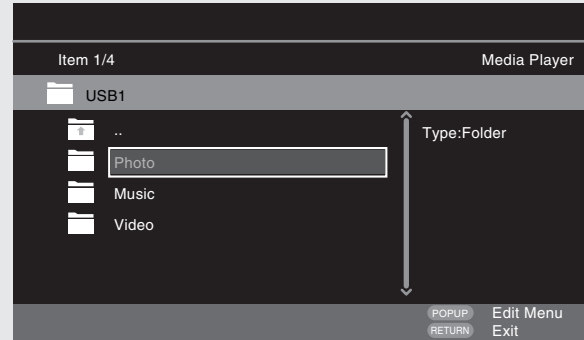 Item 1/4 Media Player
USB1
..
Photo
Type:Folder
Music
Video
POPUP Edit Menu
RETURN Exit